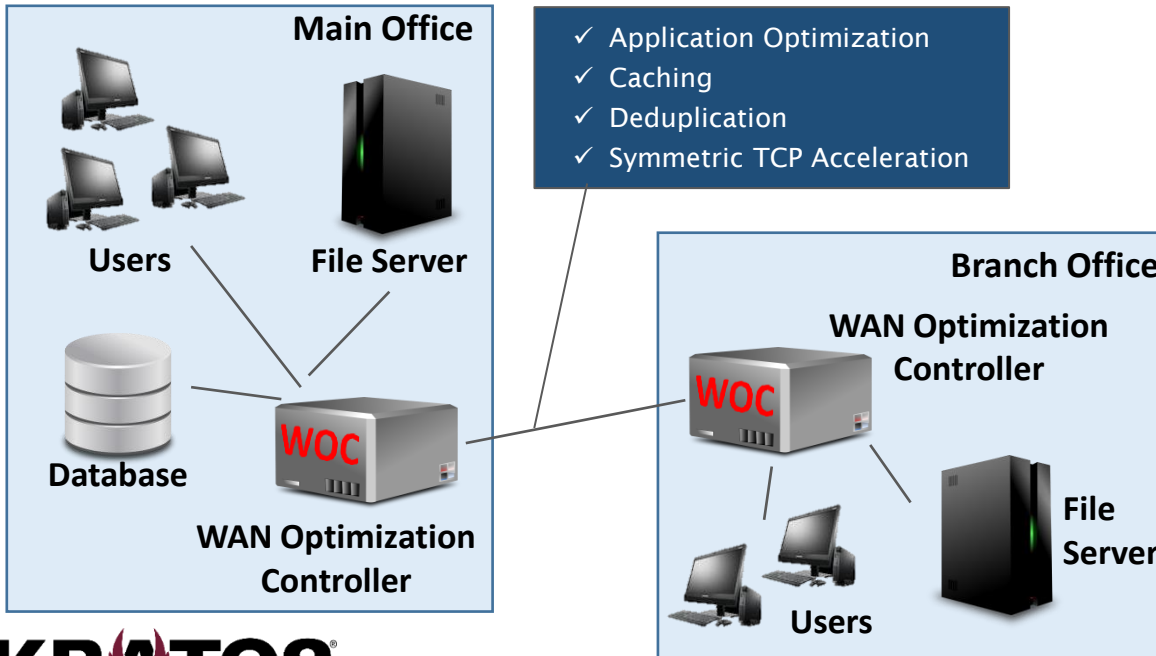 Main Office
✓ Application Optimization
✓ Caching
✓ Deduplication
✓ Symmetric TCP Acceleration
Users
File Server
Branch Office
WAN Optimization
Controller
WOC
WOC
Database
WAN Optimization
Controller
File
Server
Users
KRATOS®